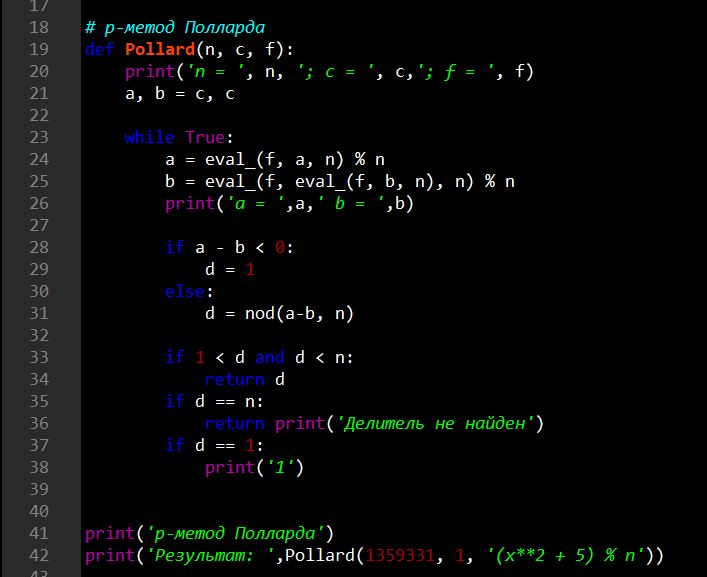 17
18 # р-метод Полларда
19 def Pollard(n, c, f):
20 print('n = ', n, '; c = ', c,'; f = ', f)
21 a, b = c, c
22
23 while True:
24 a = eval_(f, a, n) % n
25 b = eval_(f, eval_(f, b, n), n) % n
26 print('a = ',a,' b = ',b)
27
28 if a - b < 0:
29 d = 1
30 else:
31 d = nod(a-b, n)
32
33 if 1 < d and d < n:
34 return d
35 if d == n:
36 return print('Делитель не найден')
37 if d == 1:
38 print('1')
39
40
41 print('р-метод Полларда')
42 print('Результат: ',Pollard(1359331, 1, '(x**2 + 5) % n'))
43